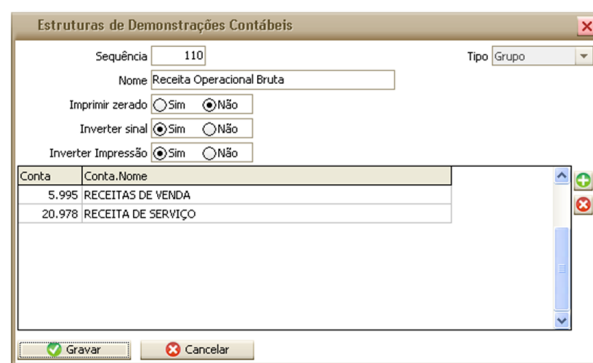 Estruturas de Demonstrações Contábeis
Sequência 110 Tipo Grupo
Nome Receita Operacional Bruta
Imprimir zerado Sim Não
Inverter sinal Sim Não
Inverter Impressão Sim Não
Conta Conta.Nome
5.995 RECEITAS DE VENDA
20.978 RECEITA DE SERVIÇO
Gravar Cancelar